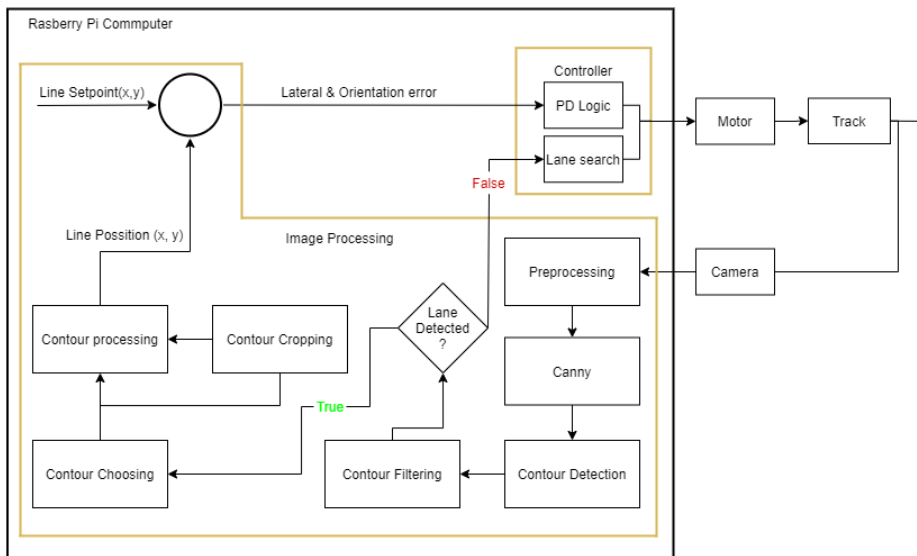 Rasberry Pi Commputer
Line Setpoint(x,y)
Lateral & Orientation error
Controller
PD Logic
Lane search
Motor
Track
False
Line Possition (x, y)
Image Processing
Preprocessing
Camera
Contour processing
Contour Cropping
Lane
Detected
?
Canny
True
Contour Choosing
Contour Filtering
Contour Detection